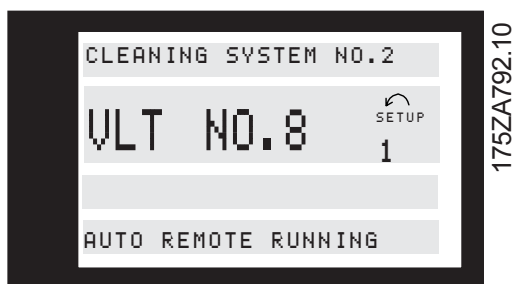 CLEANING SYSTEM NO.2
VLT NO.8
SETUP
1
AUTO REMOTE RUNNING
175ZA792.10